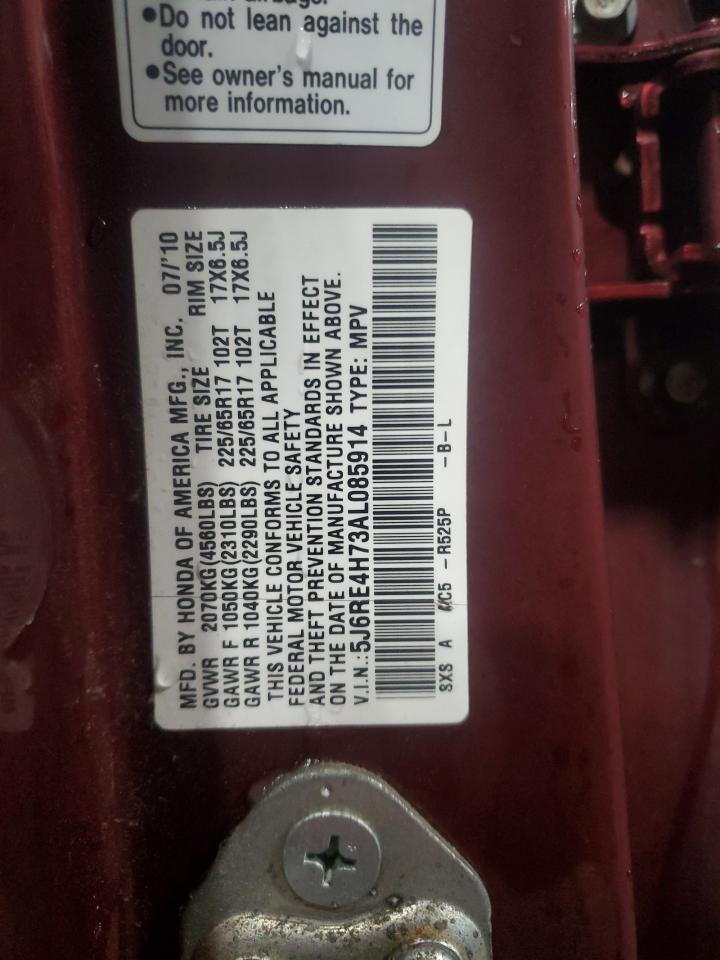 ●Do not lean against the
door.
●See owner's manual for
more information.
MFD. BY HONDA OF AMERICA MFG., INC. 07/'10
GVWR 2070KG(4560LBS) TIRE SIZE RIM SIZE
GAWR F 1050KG(2310LBS) 225/65R17 102T 17X6.5J
GAWR R 1040KG(2290LBS) 225/65R17 102T 17X6.5J
THIS VEHICLE CONFORMS TO ALL APPLICABLE
FEDERAL MOTOR VEHICLE SAFETY
AND THEFT PREVENTION STANDARDS IN EFFECT
ON THE DATE OF MANUFACTURE SHOWN ABOVE.
V.I.N.:5J6RE4H73AL085914 TYPE: MPV
SXS A -R525P -B-L